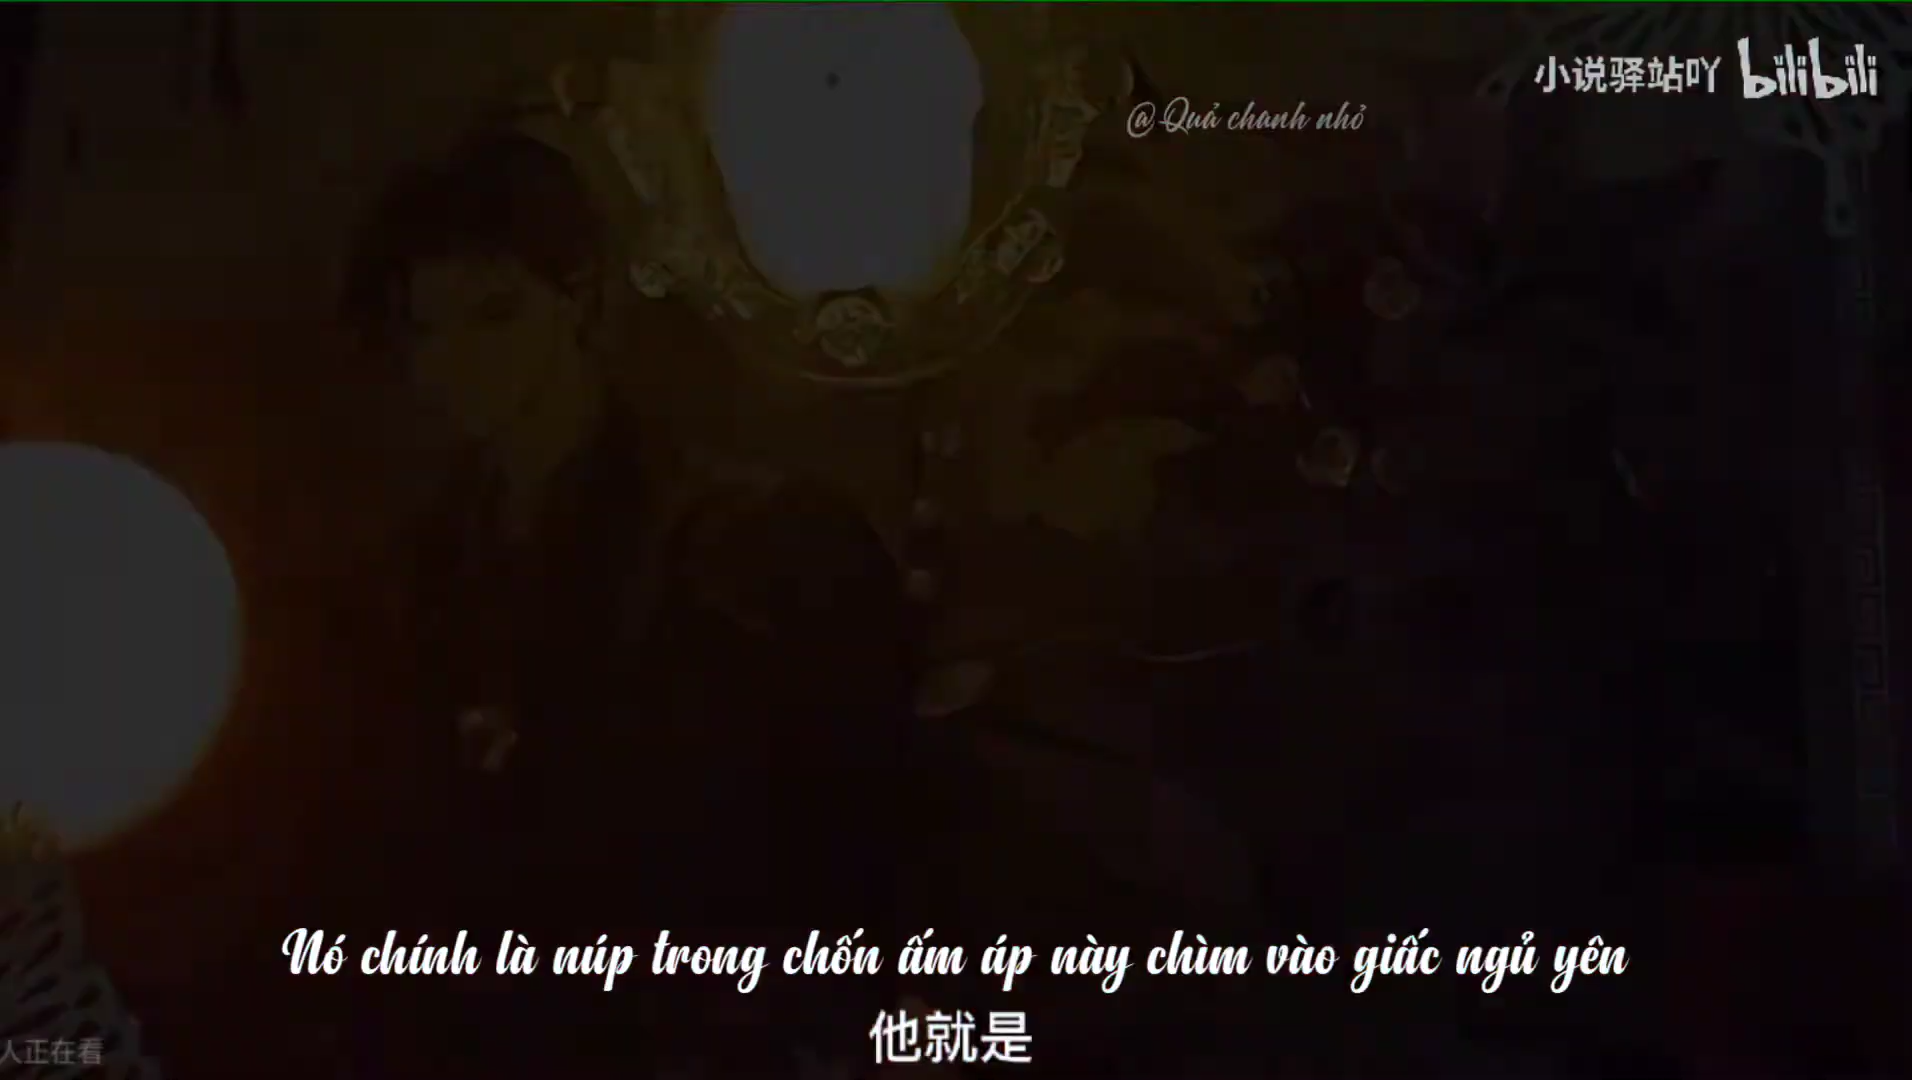 小说驿站吖 bilibili
@Quả chanh nhỏ
Nó chính là núp trong chốn ấm áp này chìm vào giấc ngủ yên
他就是
人正在看